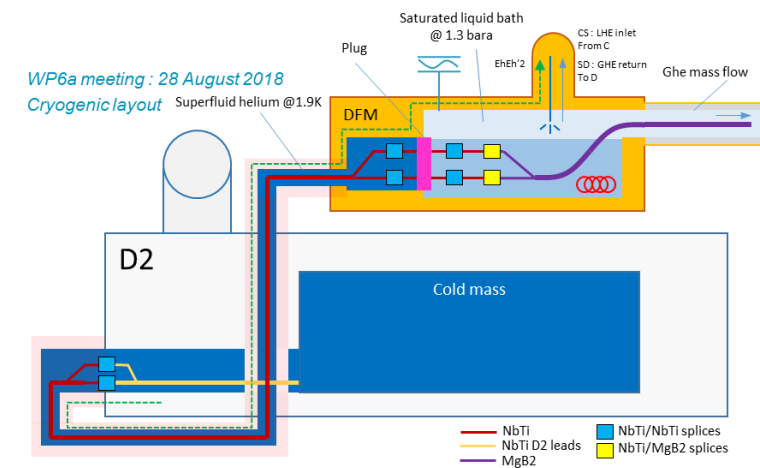 Saturated liquid bath
@ 1.3 bara
CS : LHE inlet
From C
Plug
EhEh'2
SD : GHE return
To D
Ghe mass flow
WP6a meeting : 28 August 2018
Cryogenic layout
Superfluid helium @1.9K
DFM
D2
Cold mass
NbTi
NbTi D2 leads
MgB2
NbTi/NbTi splices
NbTi/MgB2 splices